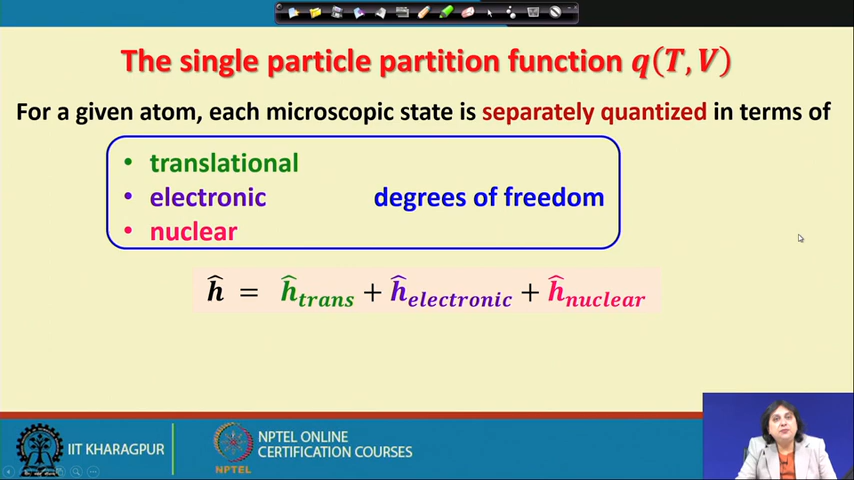 The single particle partition function q(T, V)
For a given atom, each microscopic state is separately quantized in terms of
• translational
• electronic degrees of freedom
• nuclear
ĥ = ĥ_trans + ĥ_electronic + ĥ_nuclear
IIT KHARAGPUR
NPTEL
NPTEL ONLINE
CERTIFICATION COURSES